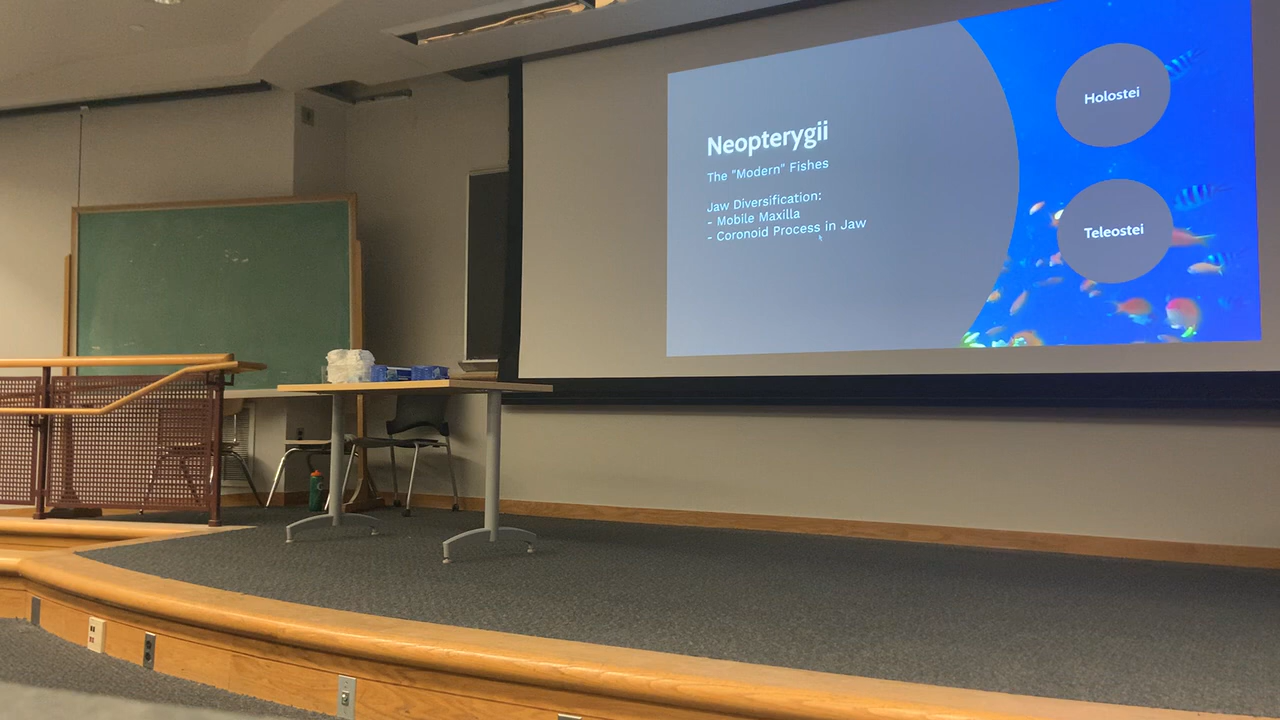 Neopterygii
The "Modern" Fishes
Jaw Diversification:
- Mobile Maxilla
- Coronoid Process in Jaw
Holostei
Teleostei